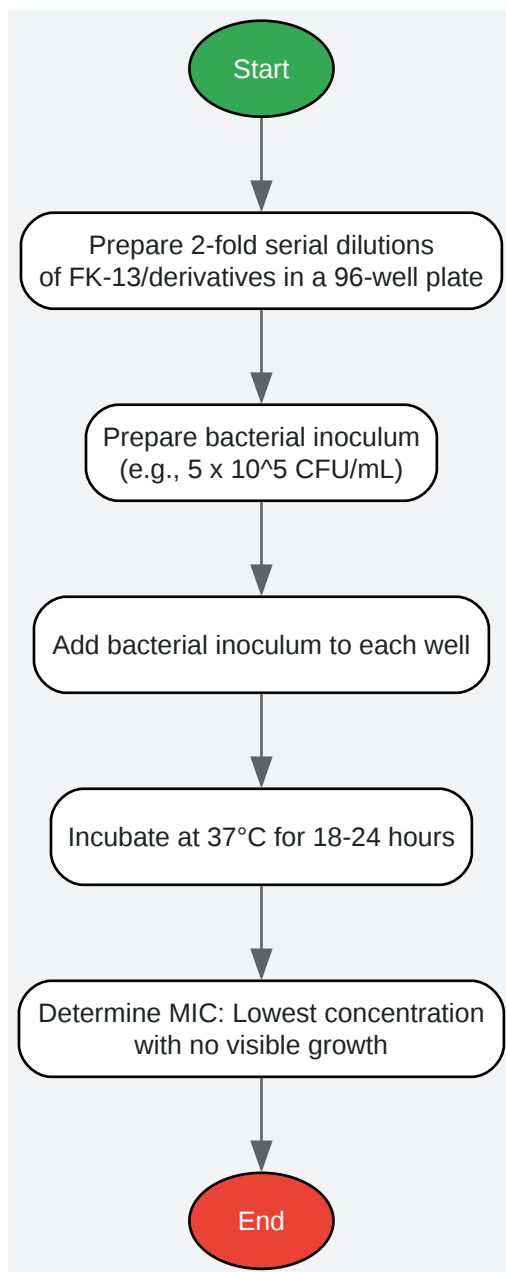 Start
Prepare 2-fold serial dilutions
of FK-13/derivatives in a 96-well plate
Prepare bacterial inoculum
(e.g., 5 x 10^5 CFU/mL)
Add bacterial inoculum to each well
Incubate at 37°C for 18-24 hours
Determine MIC: Lowest concentration
with no visible growth
End